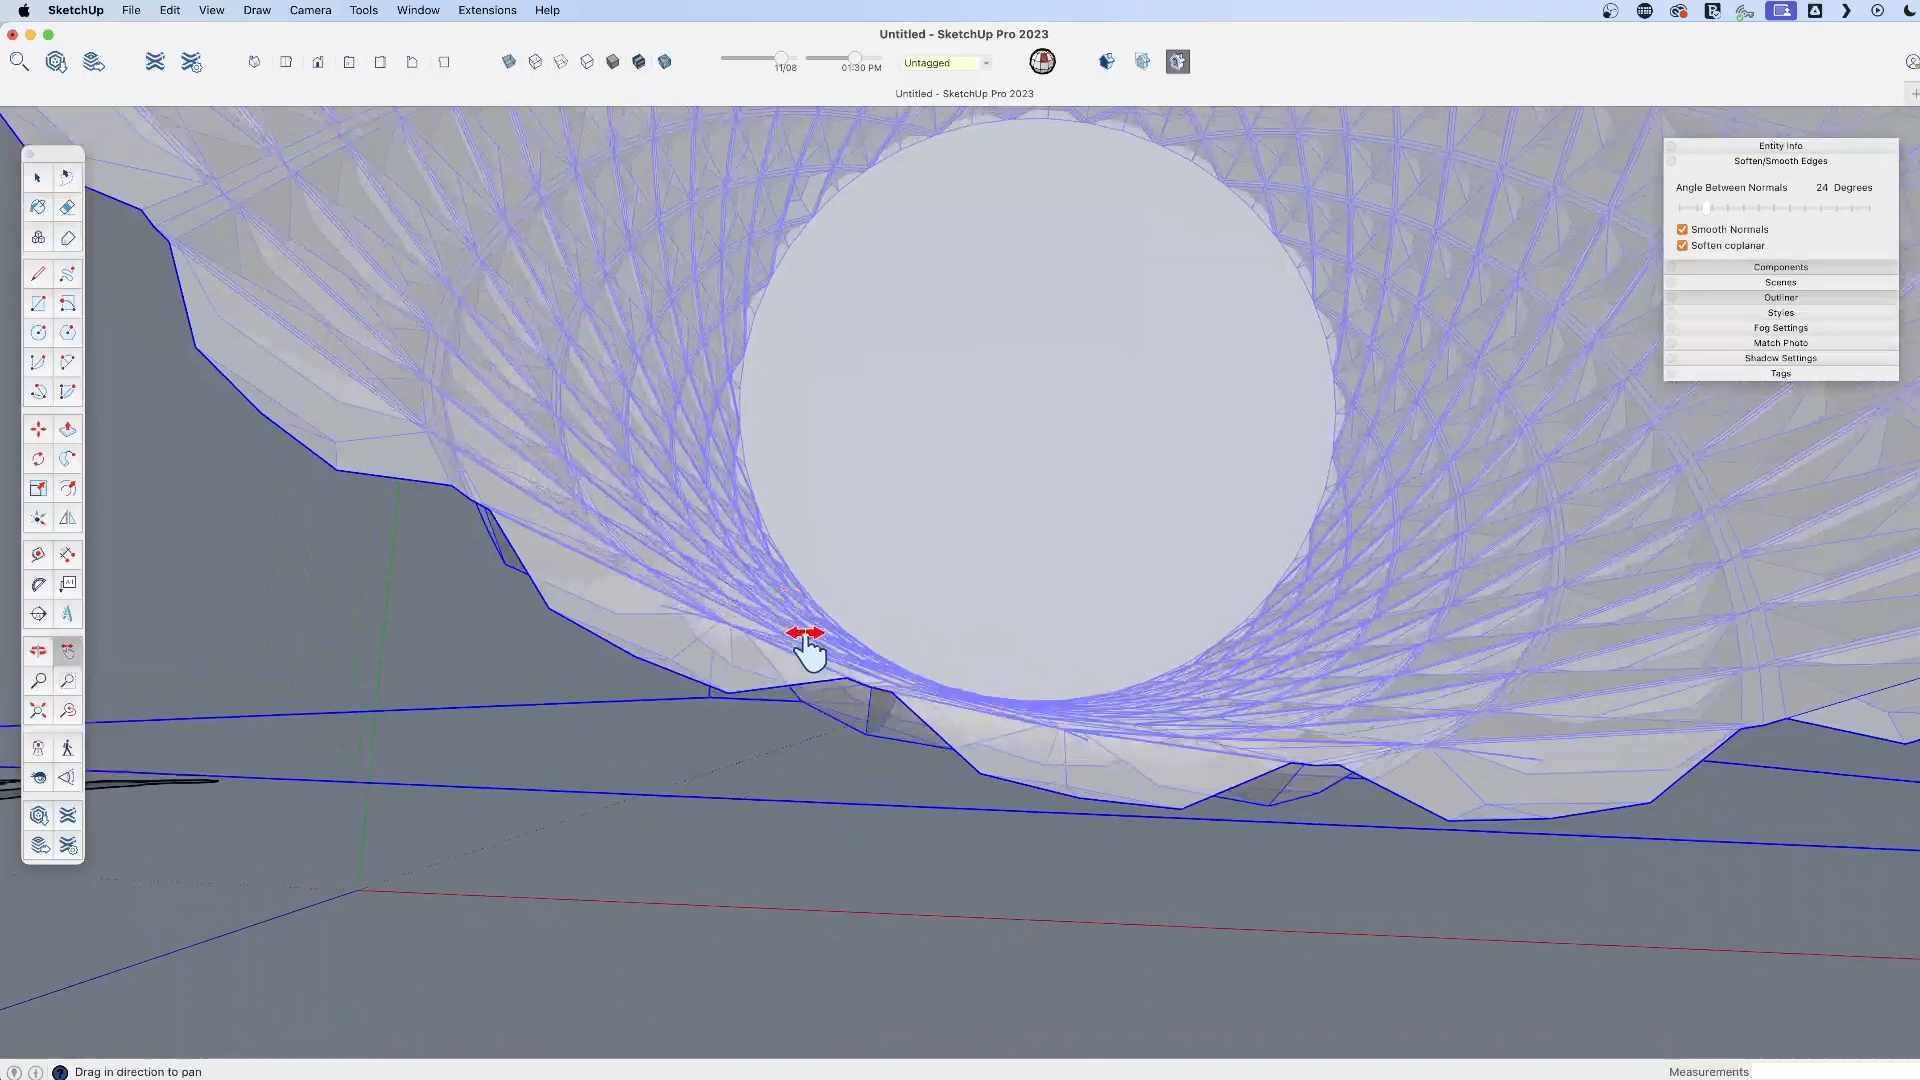 SketchUp File Edit View Draw Camera Tools Window Extensions Help
Untitled - SketchUp Pro 2023
11/08
01:30 PM
Untagged
Untitled - SketchUp Pro 2023
Entity Info
Soften/Smooth Edges
Angle Between Normals 24 Degrees
Smooth Normals
Soften coplanar
Components
Scenes
Outliner
Styles
Fog Settings
Match Photo
Shadow Settings
Tags
Drag in direction to pan
Measurements